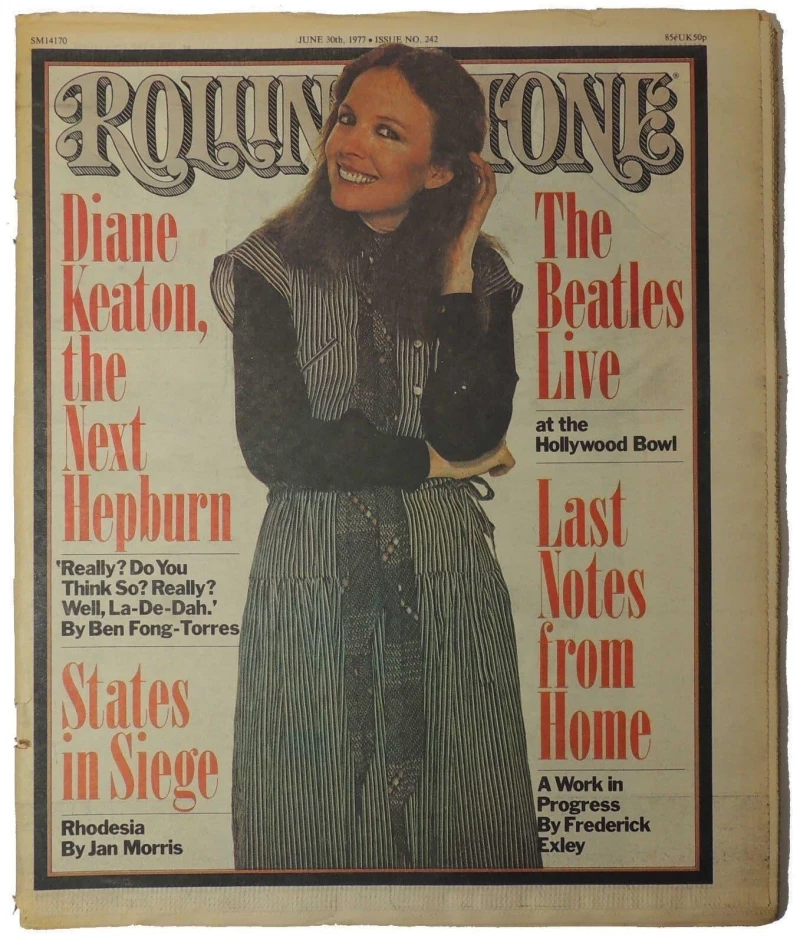 SM14170
JUNE 30th, 1977 • ISSUE NO. 242
85¢ UK50p
ROLLING STONE
Diane
Keaton,
the
Next
Hepburn
'Really? Do You
Think So? Really?
Well, La-De-Dah.'
By Ben Fong-Torres
States
in Siege
Rhodesia
By Jan Morris
The
Beatles
Live
at the
Hollywood Bowl
Last
Notes
from
Home
A Work in
Progress
By Frederick
Exley